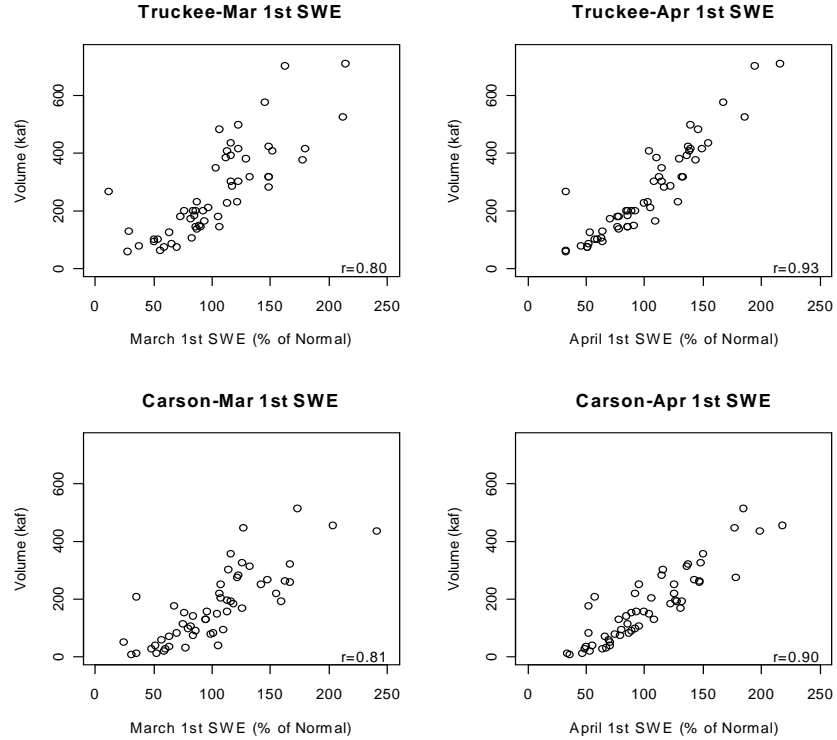 Truckee-Mar 1st SWE
Volume (kaf)
600
400
200
0
r=0.80
0 50 100 150 200 250
March 1st SWE (% of Normal)
Truckee-Apr 1st SWE
Volume (kaf)
600
400
200
0
r=0.93
0 50 100 150 200 250
April 1st SWE (% of Normal)
Carson-Mar 1st SWE
Volume (kaf)
600
400
200
0
r=0.81
0 50 100 150 200 250
March 1st SWE (% of Normal)
Carson-Apr 1st SWE
Volume (kaf)
600
400
200
0
r=0.90
0 50 100 150 200 250
April 1st SWE (% of Normal)